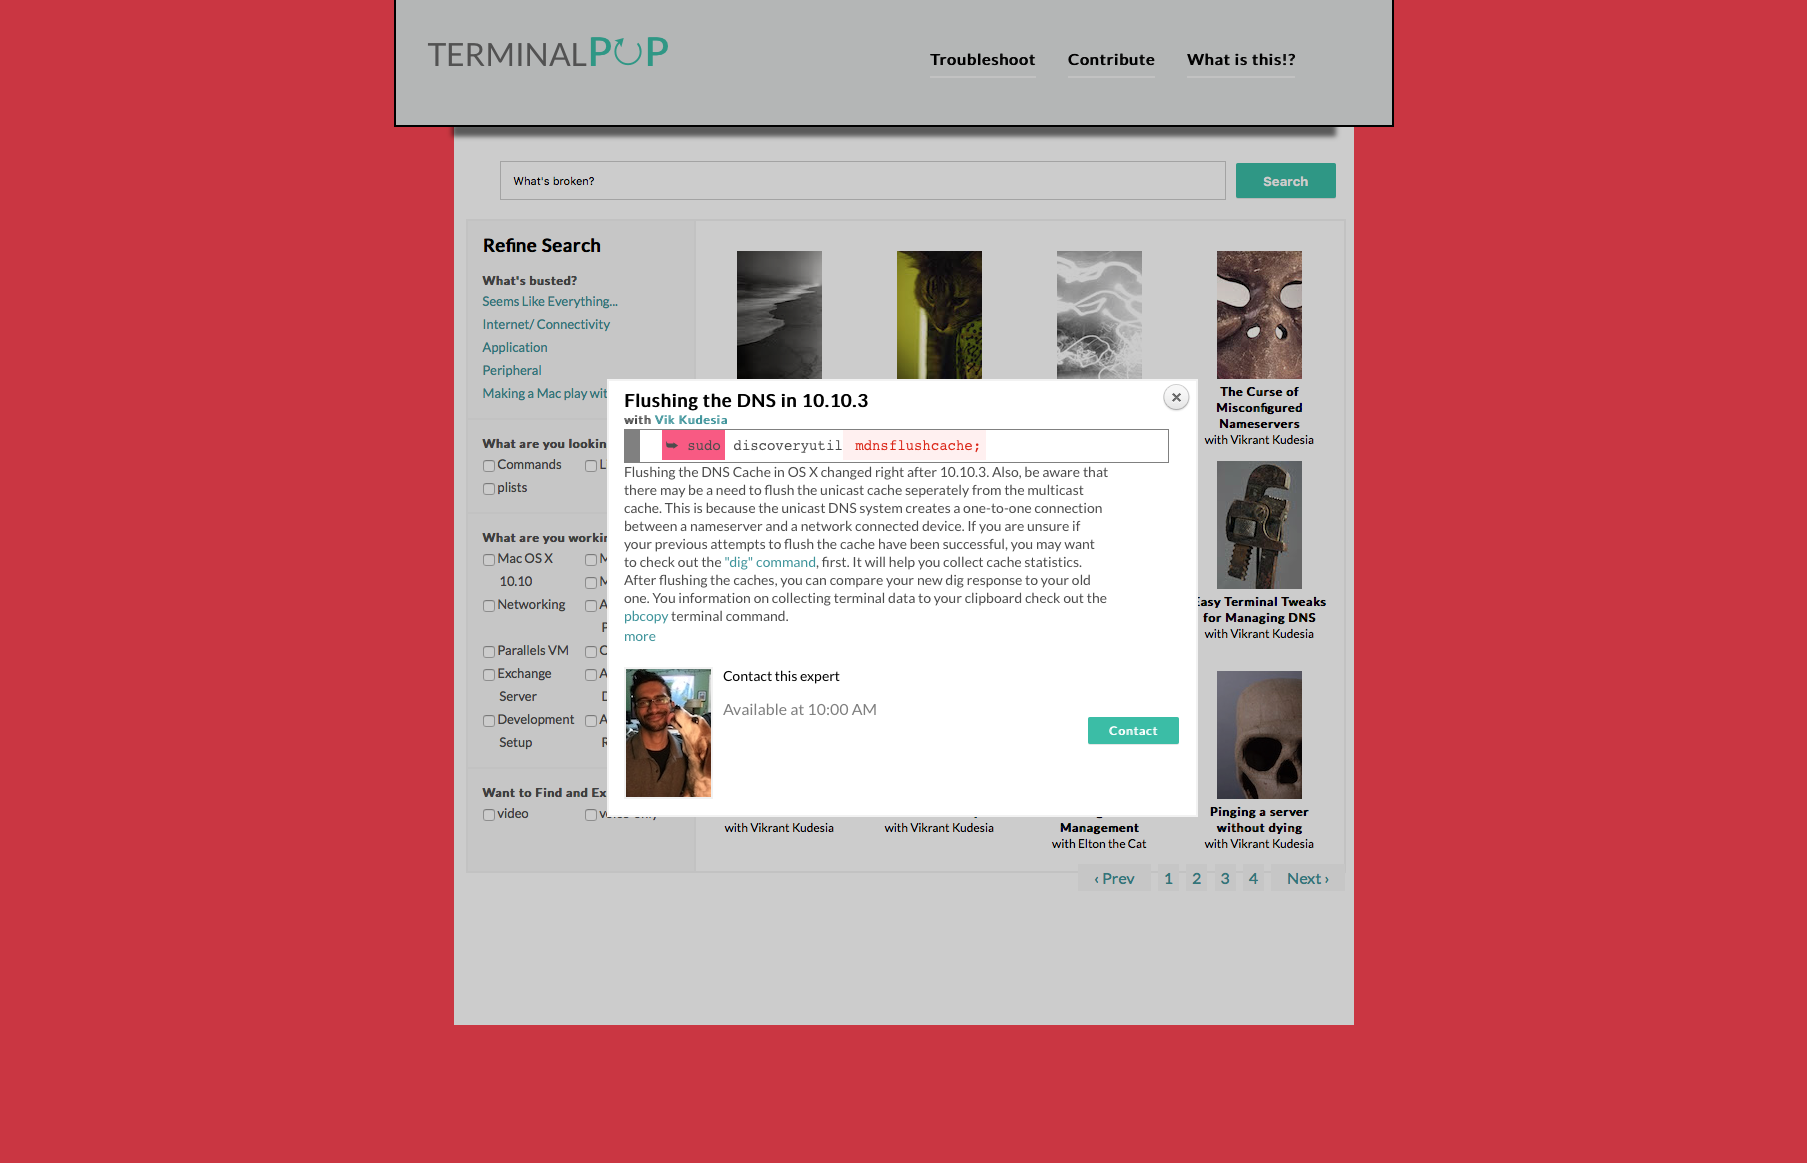 TERMINALPOP
Troubleshoot
Contribute
What is this!?
What's broken?
Search
Refine Search
What's busted?
Seems Like Everything...
Internet/ Connectivity
Application
Peripheral
Making a Mac play
What are you
Commands
plists
What are you
Mac OS X
10.10
Networking
Parallels VM
Exchange
Server
Development
Setup
Want to Find and
video
Flushing the DNS in 10.10.3
with Vik Kudesia
➥ sudo discoveryutil mdnsflushcache;
Flushing the DNS Cache in OS X changed right after 10.10.3. Also, be aware that
there may be a need to flush the unicast cache seperately from the multicast
cache. This is because the unicast DNS system creates a one-to-one connection
between a nameserver and a network connected device. If you are unsure if
your previous attempts to flush the cache have been successful, you may want
to check out the "dig" command, first. It will help you collect cache statistics.
After flushing the caches, you can compare your new dig response to your old
one. You information on collecting terminal data to your clipboard check out the
pbcopy terminal command.
more
Contact this expert
Available at 10:00 AM
Contact
The Curse of
Misconfigured
Nameservers
with Vikrant Kudesia
Easy Terminal Tweaks
for Managing DNS
with Vikrant Kudesia
with Vikrant Kudesia
with Vikrant Kudesia
Management
with Elton the Cat
Pinging a server
without dying
with Vikrant Kudesia
‹ Prev
1
2
3
4
Next ›